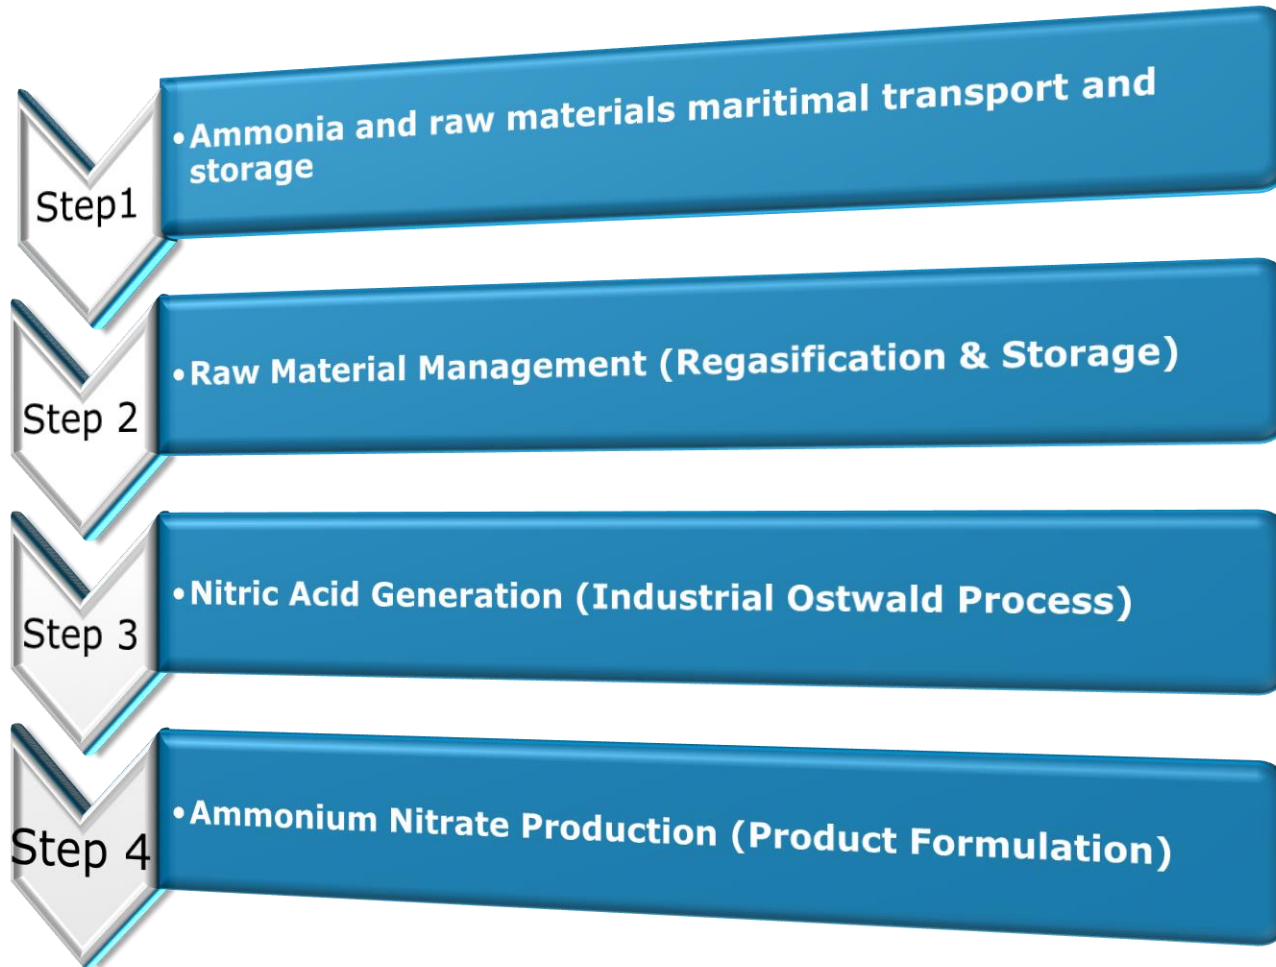 Step1
•Ammonia and raw materials maritimal transport and
storage
Step 2
•Raw Material Management (Regasification & Storage)
Step 3
•Nitric Acid Generation (Industrial Ostwald Process)
Step 4
•Ammonium Nitrate Production (Product Formulation)